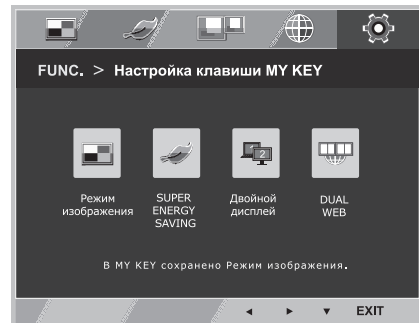 FUNC. > Настройка клавиши MY KEY
Режим изображения
SUPER ENERGY SAVING
Двойной дисплей
DUAL WEB
В MY KEY сохранено Режим изображения.
EXIT